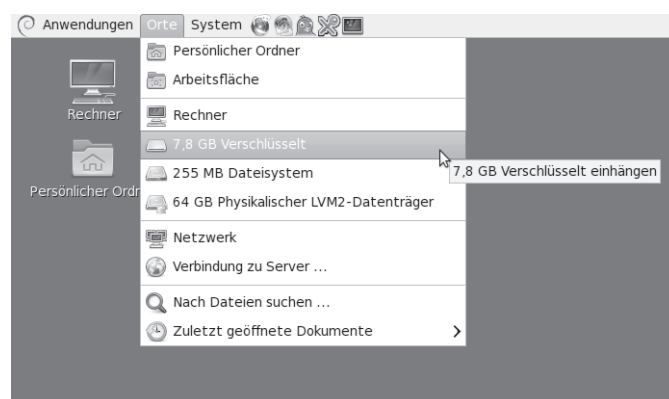 Anwendungen Orte System
Persönlicher Ordner
Arbeitsfläche
Rechner
Rechner
7,8 GB Verschlüsselt
7,8 GB Verschlüsselt einhängen
255 MB Dateisystem
Persönlicher Ordr
64 GB Physikalischer LVM2-Datenträger
Netzwerk
Verbindung zu Server ...
Nach Dateien suchen ...
Zuletzt geöffnete Dokumente